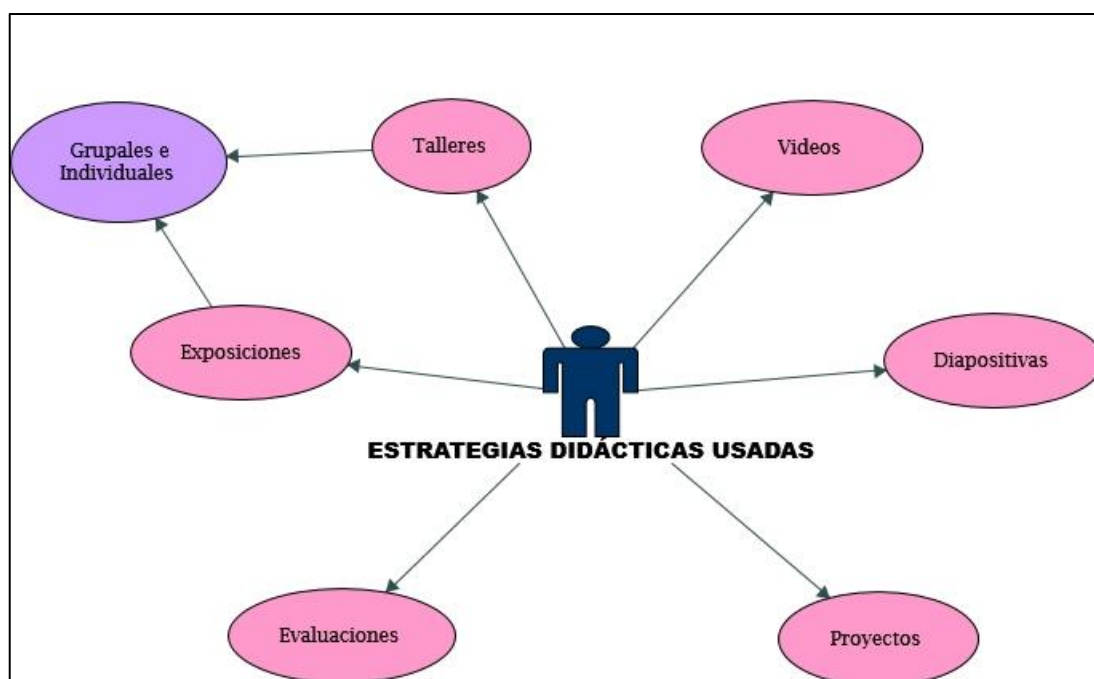 Talleres
Videos
Grupales e
Individuales
Exposiciones
Diapositivas
ESTRATEGIAS DIDÁCTICAS USADAS
Evaluaciones
Proyectos